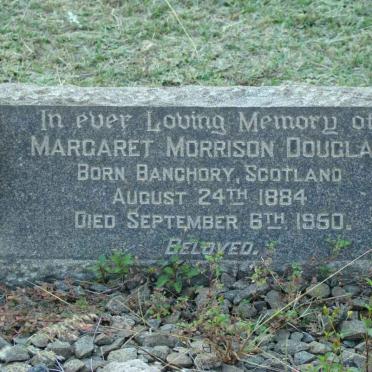 In ever Loving Memory of
MARGARET MORRISON DOUGLA
BORN BANCHORY, SCOTLAND
AUGUST 24TH 1884
DIED SEPTEMBER 6TH 1950.
BELOVED.